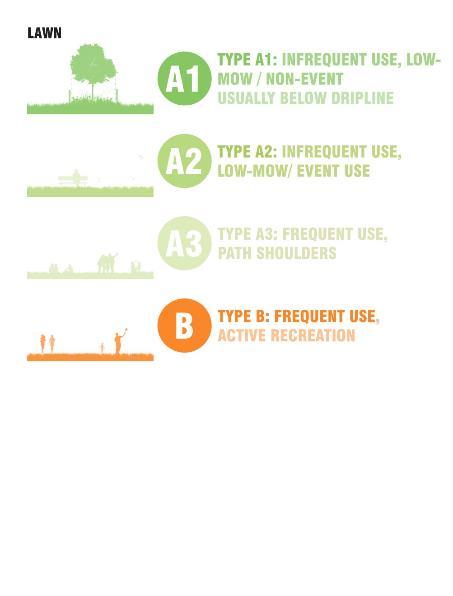 LAWN
A1
TYPE A1: INFREQUENT USE, LOW-
MOW / NON-EVENT
USUALLY BELOW DRIPLINE
A2
TYPE A2: INFREQUENT USE,
LOW-MOW/ EVENT USE
A3
TYPE A3: FREQUENT USE,
PATH SHOULDERS
B
TYPE B: FREQUENT USE,
ACTIVE RECREATION